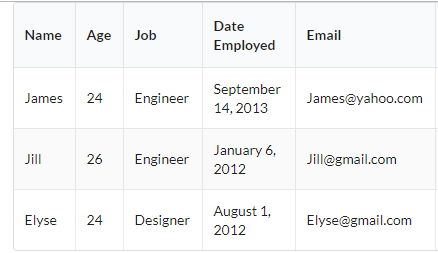 Name Age Job Date Employed Email
James 24 Engineer September 14, 2013 James@yahoo.com
Jill 26 Engineer January 6, 2012 Jill@gmail.com
Elyse 24 Designer August 1, 2012 Elyse@gmail.com